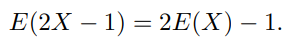 E(2X − 1) = 2E(X) − 1.